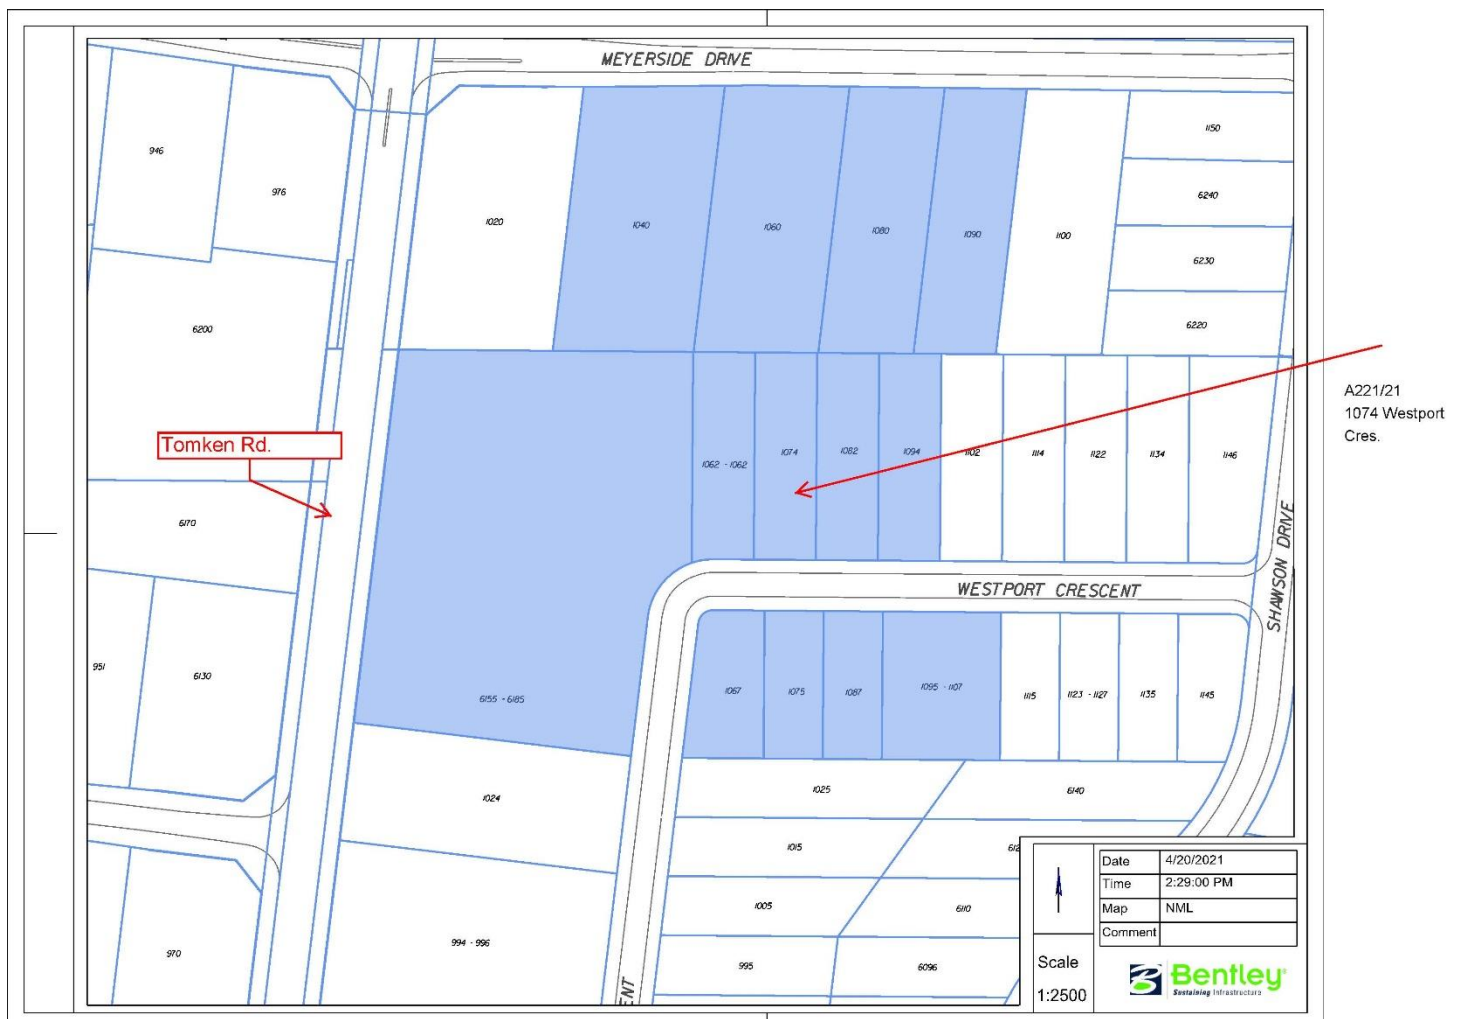 MEYERSIDE DRIVE
946
976
1020
1040
1060
1080
1090
1100
1150
6240
6230
6220
6200
Tomken Rd.
A221/21
1074 Westport
Cres.
1062 - 1062
1074
1082
1094
1102
1114
1122
1134
1146
6170
WESTPORT CRESCENT
SHAWSON DRIVE
951
6130
6155 - 6185
1067
1075
1087
1095 - 1107
1115
1123 - 1127
1135
1145
1024
1025
6140
1015
612
1005
6110
970
994 - 996
995
6096
ENT
Date 4/20/2021
Time 2:29:00 PM
Map NML
Comment
Scale
1:2500
Bentley
Sustaining Infrastructure